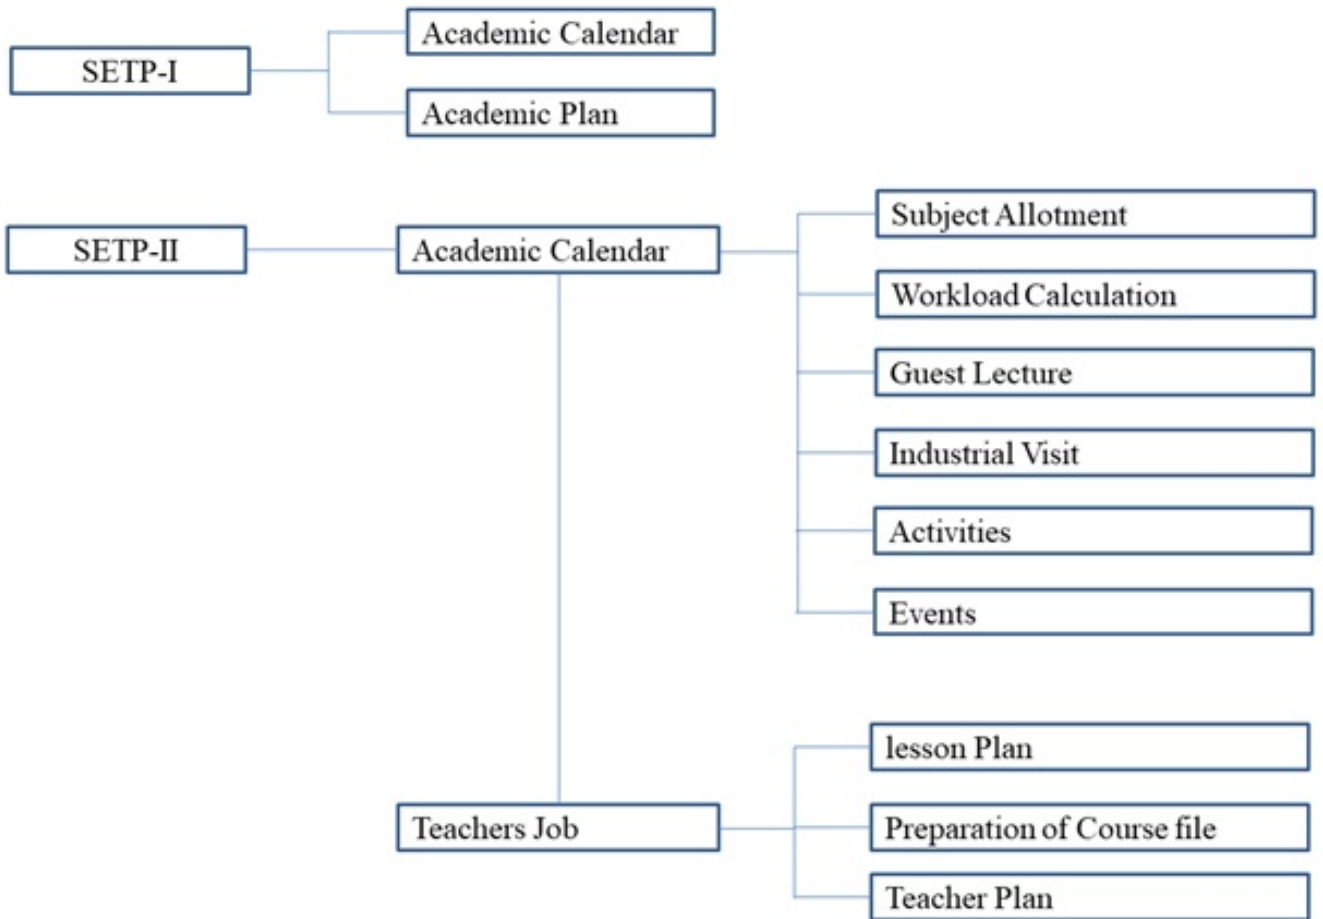 SETP-I
Academic Calendar
Academic Plan
SETP-II
Academic Calendar
Subject Allotment
Workload Calculation
Guest Lecture
Industrial Visit
Activities
Events
Teachers Job
lesson Plan
Preparation of Course file
Teacher Plan